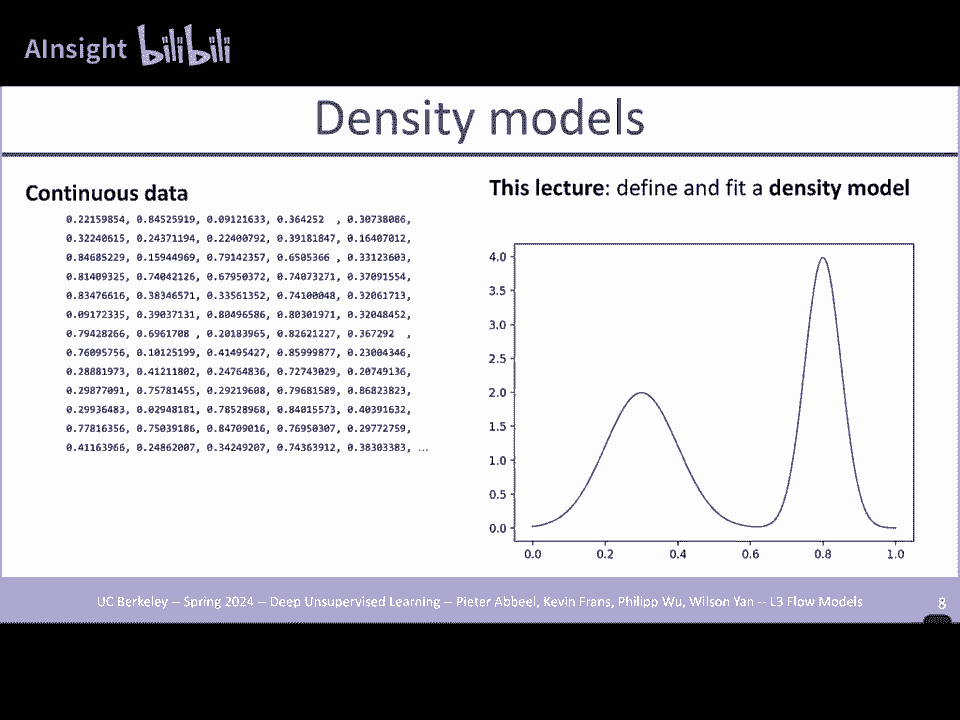 AInsight bilibili
Density models
Continuous data
0.22159854, 0.84525919, 0.09121633, 0.364252  , 0.30738086,
0.32240615, 0.24371194, 0.22400792, 0.39181847, 0.16407012,
0.84685229, 0.15944969, 0.79142357, 0.6505366 , 0.33123603,
0.81409325, 0.74042126, 0.67950372, 0.74073271, 0.37091554,
0.83476616, 0.38346571, 0.33561352, 0.74100048, 0.32061713,
0.09172335, 0.39037131, 0.80496586, 0.80301971, 0.32048452,
0.79428266, 0.6961708 , 0.20183965, 0.82621227, 0.367292  ,
0.76095756, 0.10125199, 0.41495427, 0.85999877, 0.23004346,
0.28881973, 0.41211802, 0.24764836, 0.72743029, 0.20749136,
0.29877091, 0.75781455, 0.29219608, 0.79681589, 0.86823823,
0.29936483, 0.02948181, 0.78528968, 0.84015573, 0.40391632,
0.77816356, 0.75039186, 0.84709016, 0.76950307, 0.29772759,
0.41163966, 0.24862007, 0.34249207, 0.74363912, 0.38303383, ...
This lecture: define and fit a density model
4.0
3.5
3.0
2.5
2.0
1.5
1.0
0.5
0.0
0.0 0.2 0.4 0.6 0.8 1.0
UC Berkeley – Spring 2024 – Deep Unsupervised Learning – Pieter Abbeel, Kevin Frans, Philipp Wu, Wilson Yan -- L3 Flow Models
8